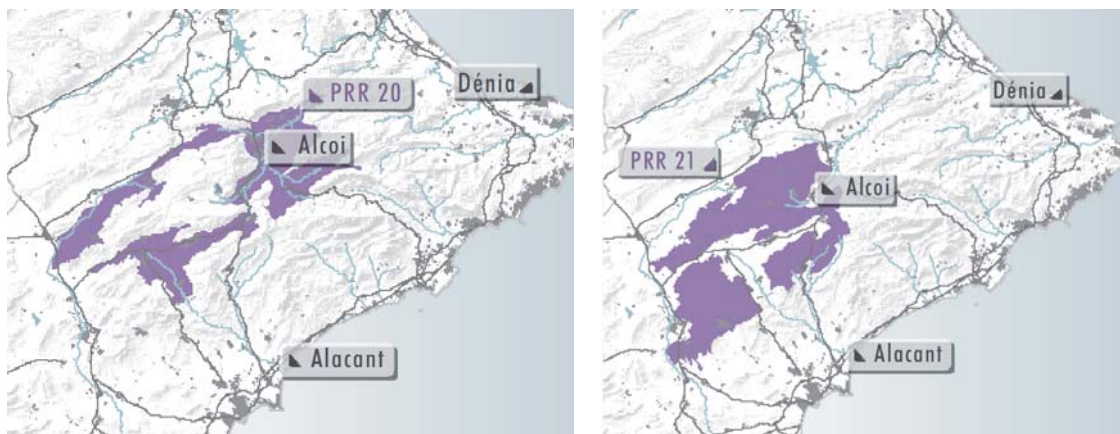 Dénia
PRR 20
Alcoi
Alacant
Dénia
PRR 21
Alcoi
Alacant